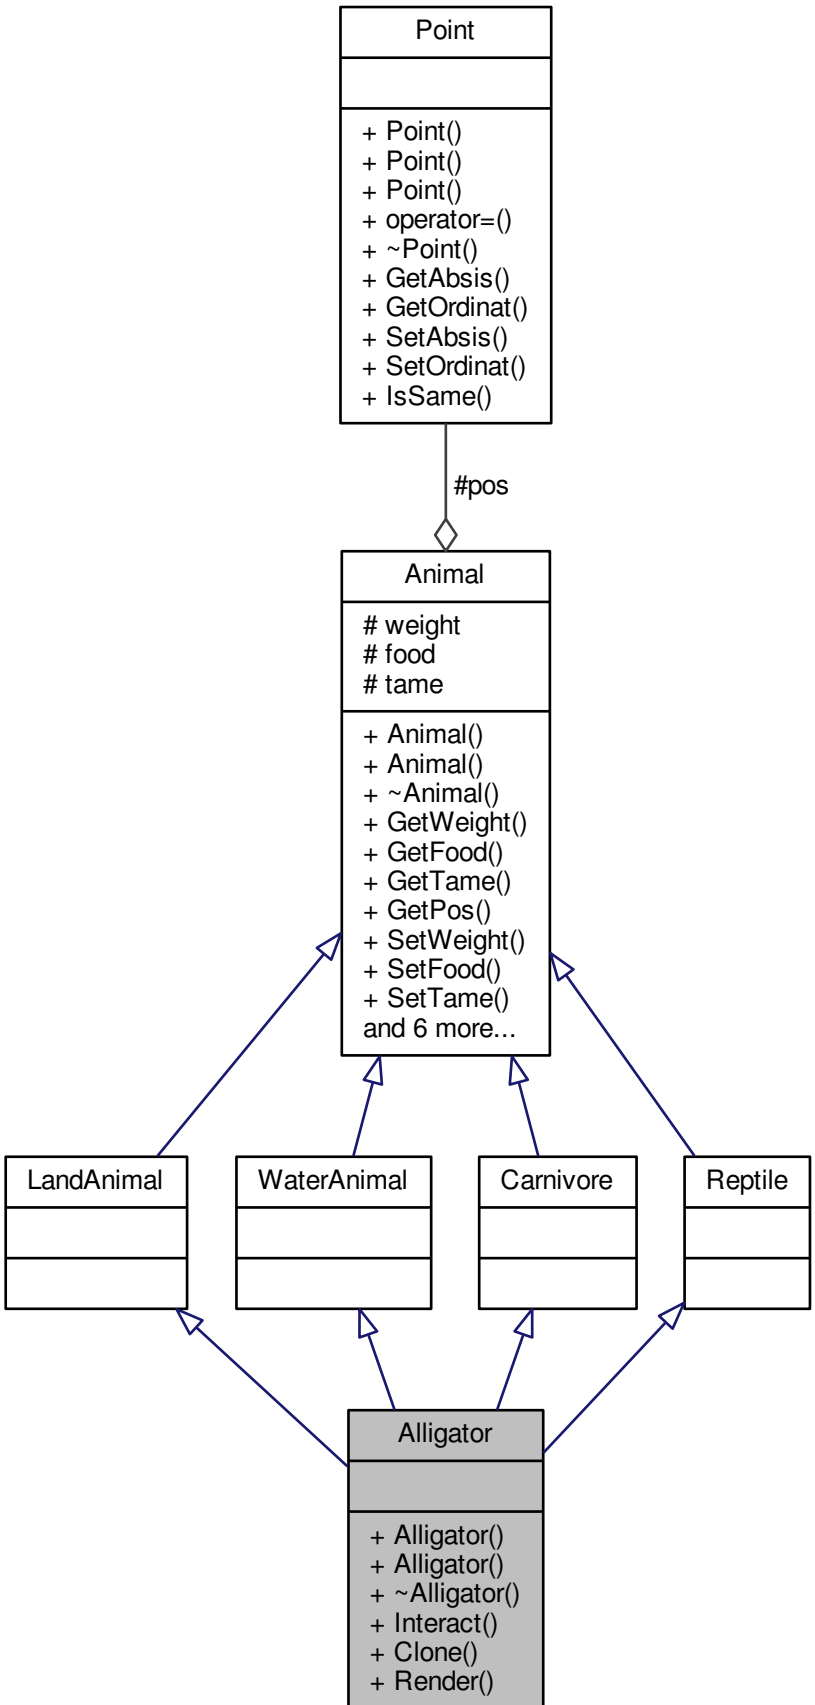 Point
+ Point()
+ Point()
+ Point()
+ operator=()
+ ~Point()
+ GetAbsis()
+ GetOrdinat()
+ SetAbsis()
+ SetOrdinat()
+ IsSame()
#pos
Animal
# weight
# food
# tame
+ Animal()
+ Animal()
+ ~Animal()
+ GetWeight()
+ GetFood()
+ GetTame()
+ GetPos()
+ SetWeight()
+ SetFood()
+ SetTame()
and 6 more...
LandAnimal
WaterAnimal
Carnivore
Reptile
Alligator
+ Alligator()
+ Alligator()
+ ~Alligator()
+ Interact()
+ Clone()
+ Render()